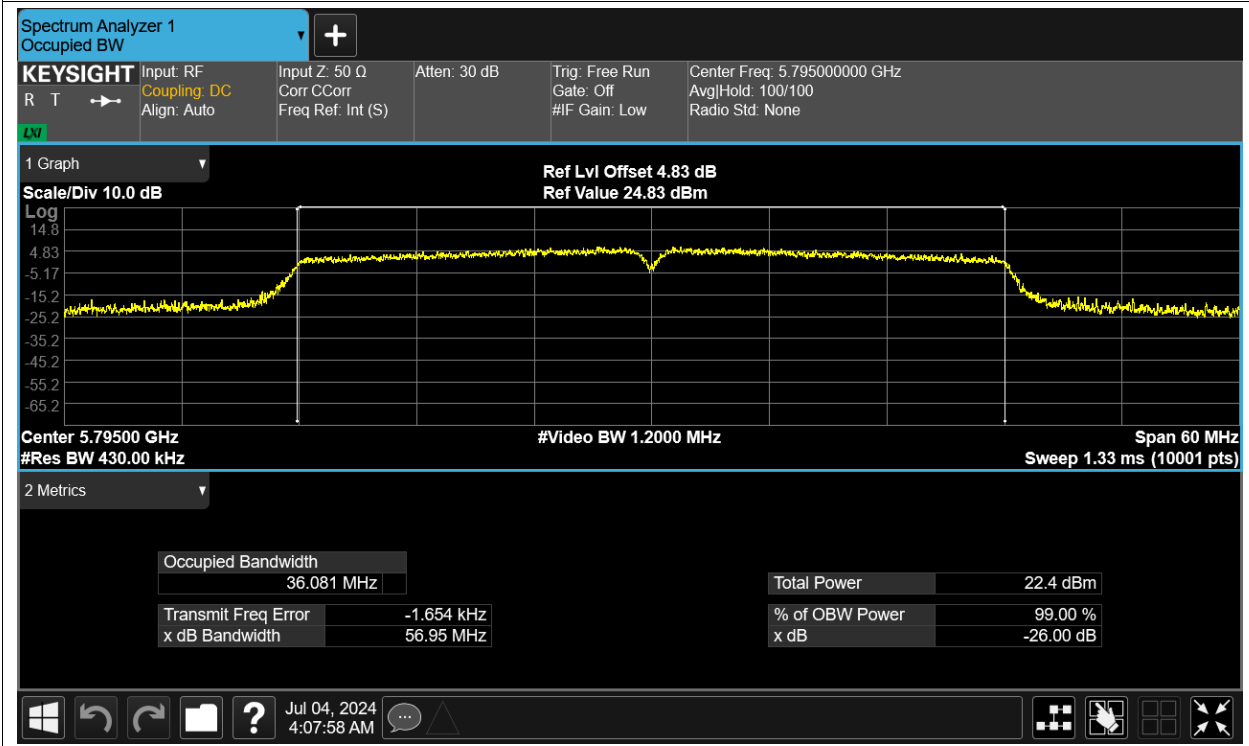 Spectrum Analyzer 1
Occupied BW
KEYSIGHT
R T
LXI
Input: RF
Coupling: DC
Align: Auto
Input Z: 50 Ω
Corr CCorr
Freq Ref: Int (S)
Atten: 30 dB
Trig: Free Run
Gate: Off
#IF Gain: Low
Center Freq: 5.795000000 GHz
Avg|Hold: 100/100
Radio Std: None
1 Graph
Scale/Div 10.0 dB
Ref Lvl Offset 4.83 dB
Ref Value 24.83 dBm
Log
14.8
4.83
-5.17
-15.2
-25.2
-35.2
-45.2
-55.2
-65.2
Center 5.79500 GHz
#Res BW 430.00 kHz
#Video BW 1.2000 MHz
Span 60 MHz
Sweep 1.33 ms (10001 pts)
2 Metrics
Occupied Bandwidth
36.081 MHz
Transmit Freq Error -1.654 kHz
x dB Bandwidth 56.95 MHz
Total Power 22.4 dBm
% of OBW Power 99.00 %
x dB -26.00 dB
?
Jul 04, 2024
4:07:58 AM